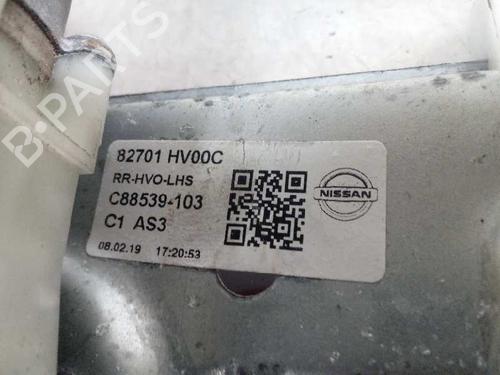 B-PARTS
82701 HV00C
RR-HVO-LHS
C88539-103
C1 AS3
08.02.19 17:20:53
NISSAN